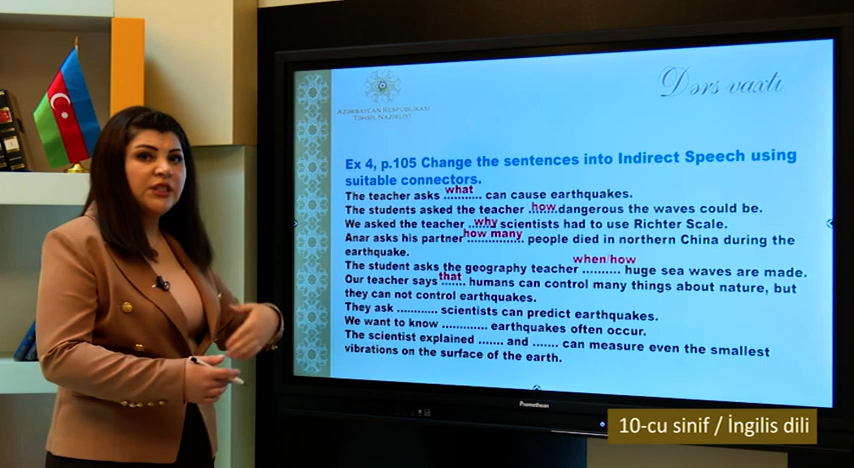 Dərs vaxtı
AZƏRBAYCAN RESPUBLİKASI
TƏHSİL NAZİRLİYİ
Ex 4, p.105 Change the sentences into Indirect Speech using
suitable connectors.
The teacher asks ...what... can cause earthquakes.
The students asked the teacher ...how...dangerous the waves could be.
We asked the teacher ...why... scientists had to use Richter Scale.
Anar asks his partner ...how many... people died in northern China during the
earthquake.
The student asks the geography teacher ...when/how... huge sea waves are made.
Our teacher says ...that... humans can control many things about nature, but
they can not control earthquakes.
They ask ............ scientists can predict earthquakes.
We want to know ............. earthquakes often occur.
The scientist explained ....... and ....... can measure even the smallest
vibrations on the surface of the earth.
Promethean
10-cu sinif / İngilis dili